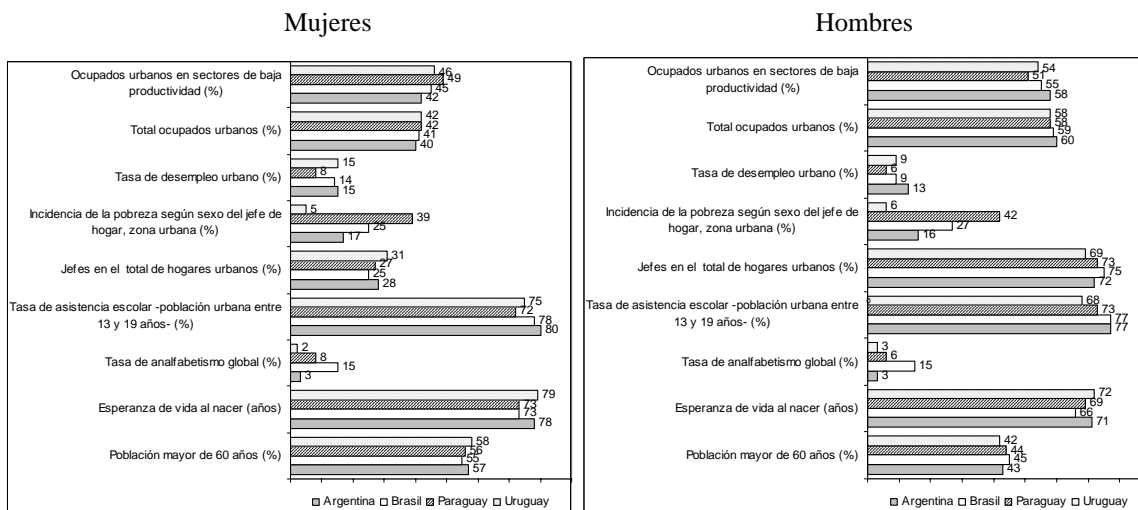 Mujeres
Ocupados urbanos en sectores de baja
productividad (%)
46
49
45
42
Total ocupados urbanos (%)
42
42
41
40
Tasa de desempleo urbano (%)
15
8
14
15
Incidencia de la pobreza según sexo del jefe de
hogar, zona urbana (%)
5
39
25
17
Jefes en el total de hogares urbanos (%)
31
27
25
28
Tasa de asistencia escolar -población urbana entre
13 y 19 años- (%)
75
72
78
80
Tasa de analfabetismo global (%)
2
8
15
3
Esperanza de vida al nacer (años)
79
73
73
78
Población mayor de 60 años (%)
58
56
55
57
Argentina Brasil Paraguay Uruguay
Hombres
Ocupados urbanos en sectores de baja
productividad (%)
54
51
55
58
Total ocupados urbanos (%)
58
58
59
60
Tasa de desempleo urbano (%)
9
6
9
13
Incidencia de la pobreza según sexo del jefe de
hogar, zona urbana (%)
6
42
27
16
Jefes en el total de hogares urbanos (%)
69
73
75
72
Tasa de asistencia escolar -población urbana entre
13 y 19 años- (%)
68
73
77
77
Tasa de analfabetismo global (%)
3
6
15
3
Esperanza de vida al nacer (años)
72
69
66
71
Población mayor de 60 años (%)
42
44
45
43
Argentina Brasil Paraguay Uruguay